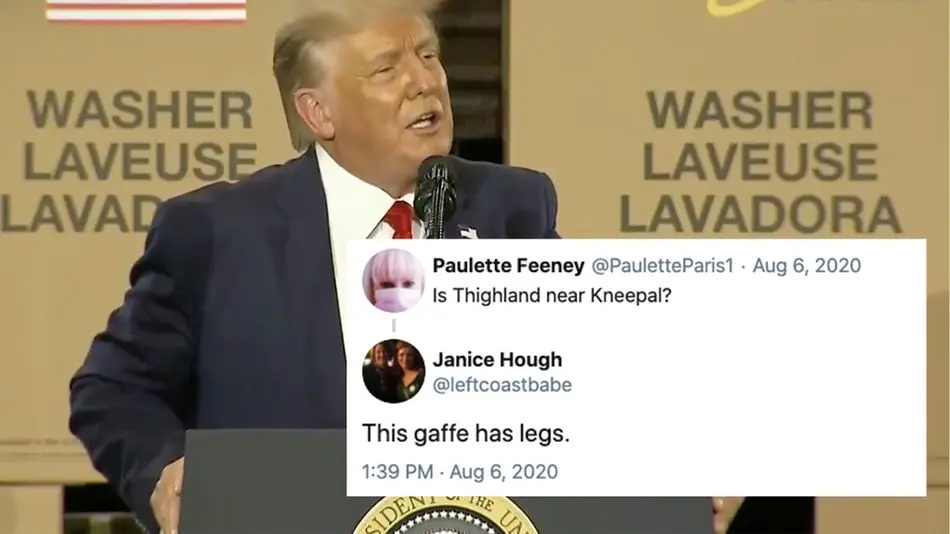 WASHER
LAVEUSE
LAVAD
WASHER
LAVEUSE
LAVADORA
Paulette Feeney @PauletteParis1 · Aug 6, 2020
Is Thighland near Kneepal?
Janice Hough
@leftcoastbabe
This gaffe has legs.
1:39 PM · Aug 6, 2020
SIDENT OF THE UN